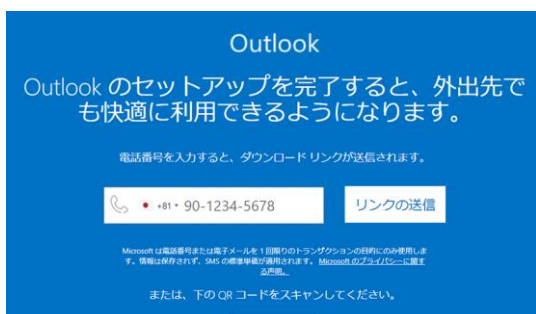 Outlook
Outlook のセットアップを完了すると、外出先で
も快適に利用できるようになります。
電話番号を入力すると、ダウンロード リンクが送信されます。
+81 90-1234-5678 リンクの送信
Microsoft は電話番号または電子メールを 1 回限りのトランザクションの目的にのみ使用しま
す。情報は保存されず、SMS の標準単価が適用されます。 Microsoft のプライバシーに関す
る声明。
または、下の QR コードをスキャンしてください。